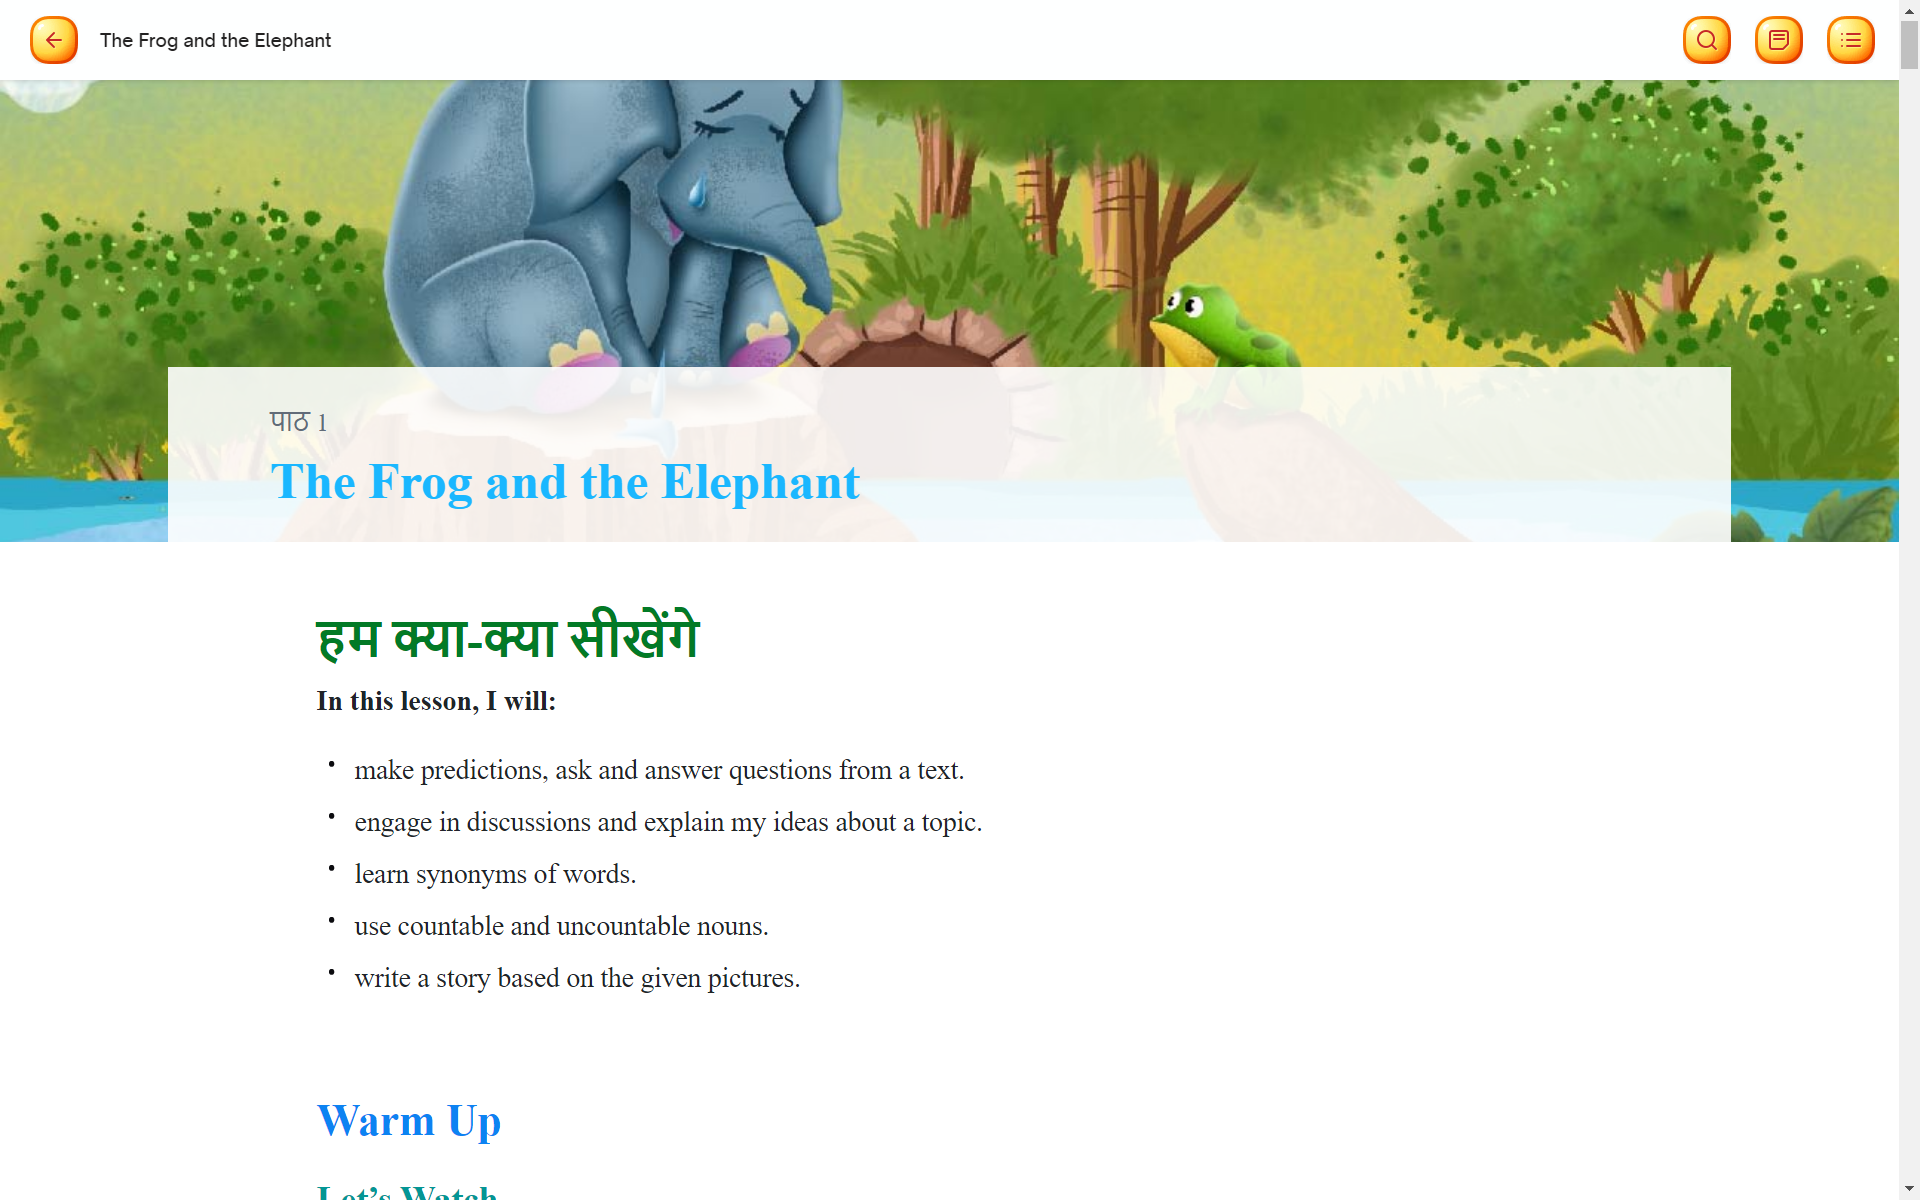 The Frog and the Elephant
पाठ 1
The Frog and the Elephant
हम क्या-क्या सीखेंगे
In this lesson, I will:
• make predictions, ask and answer questions from a text.
• engage in discussions and explain my ideas about a topic.
• learn synonyms of words.
• use countable and uncountable nouns.
• write a story based on the given pictures.
Warm Up
Let’s Watch